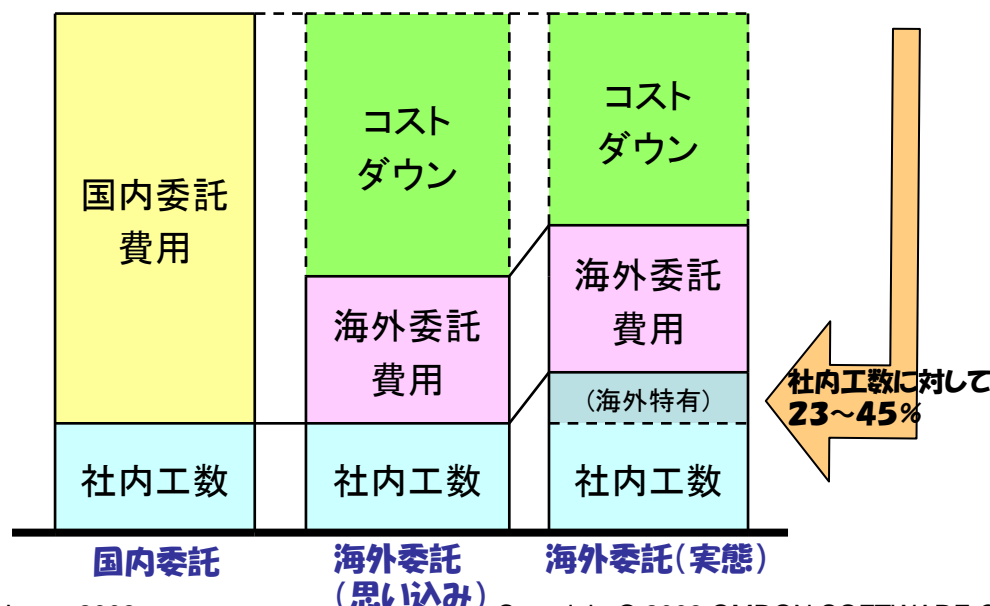 国内委託
費用
社内工数
コスト
ダウン
海外委託
費用
社内工数
コスト
ダウン
海外委託
費用
(海外特有)
社内工数
社内工数に対して
23~45%
国内委託
海外委託
(思い込み)
海外委託(実態)